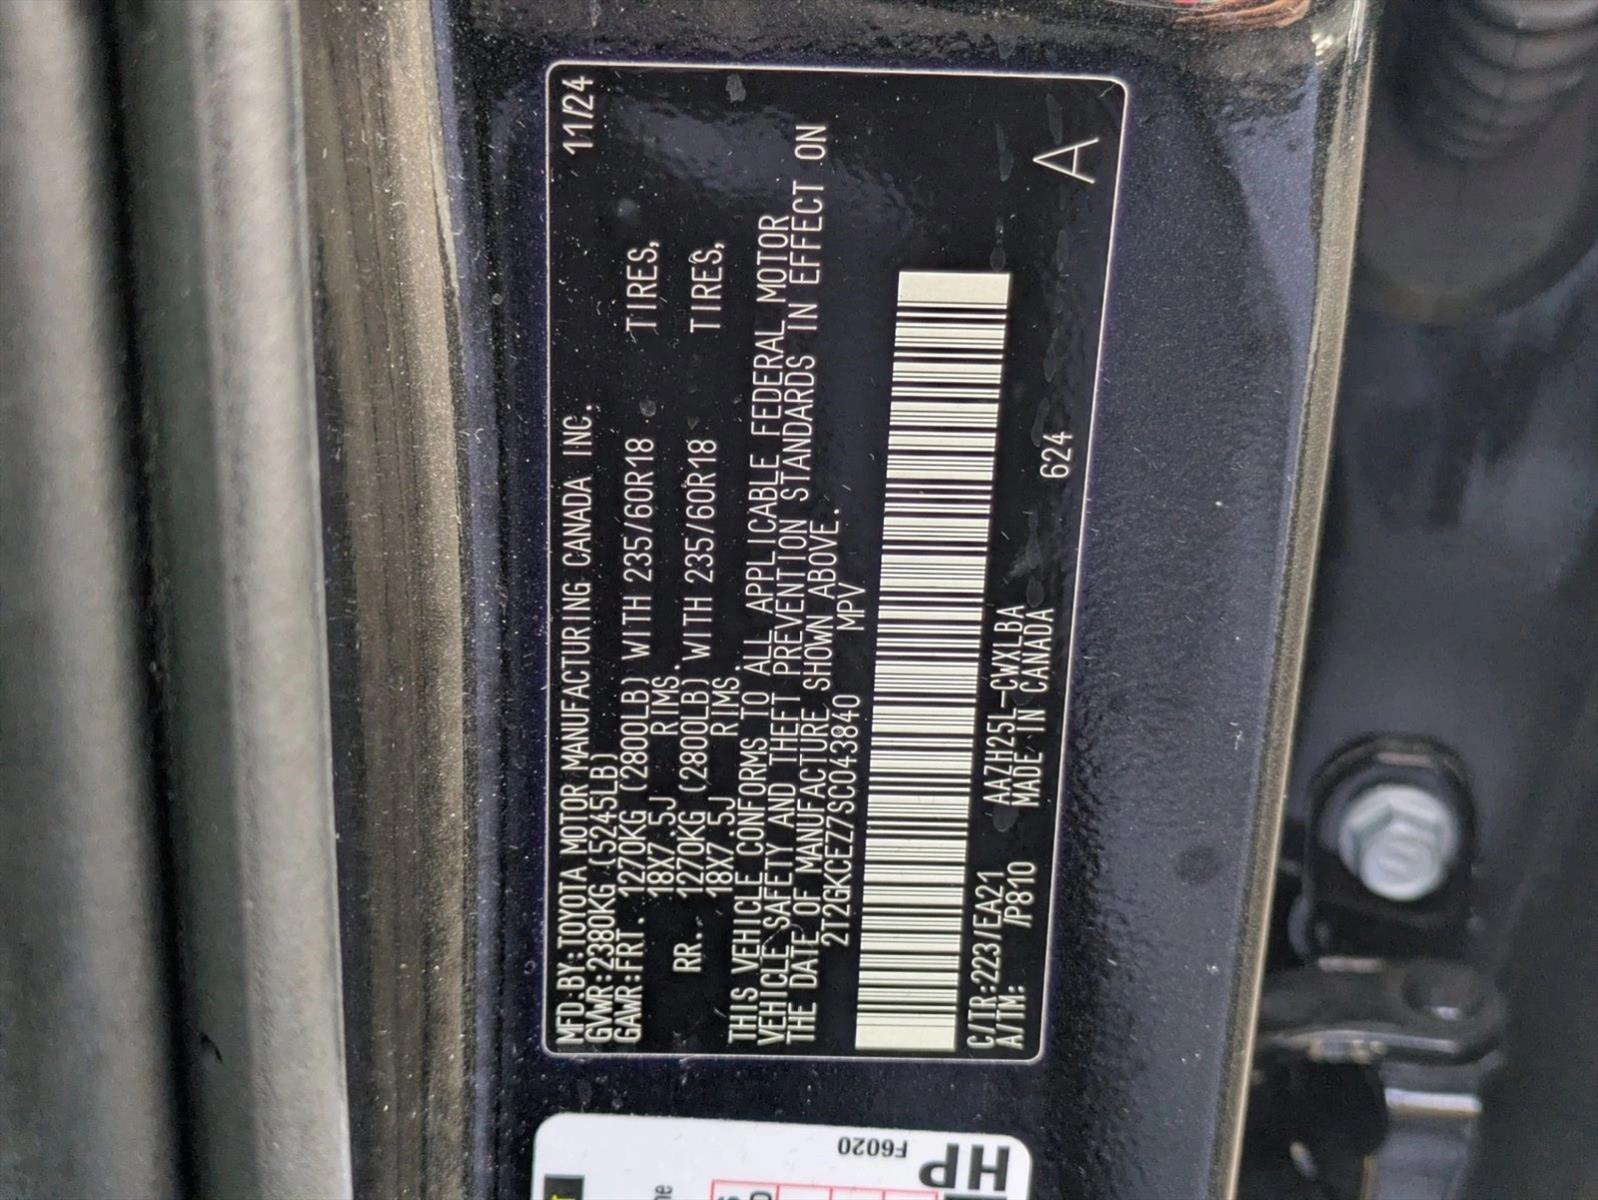 MFD.BY:TOYOTA MOTOR MANUFACTURING CANADA INC. 11/24
GVWR:2380KG (5245LB)
GAWR:FRT. 1270KG (2800LB) WITH 235/60R18 TIRES,
18X7.5J RIMS.
RR. 1270KG (2800LB) WITH 235/60R18 TIRES,
18X7.5J RIMS.
THIS VEHICLE CONFORMS TO ALL APPLICABLE FEDERAL MOTOR
VEHICLE SAFETY AND THEFT PREVENTION STANDARDS IN EFFECT ON
THE DATE OF MANUFACTURE SHOWN ABOVE.
2T2GKCEZ7SC043840 MPV
C/TR:223/EA21 AAZH25L-CWXLBA 624
A/TM: /P810 MADE IN CANADA
A
F6020
HP